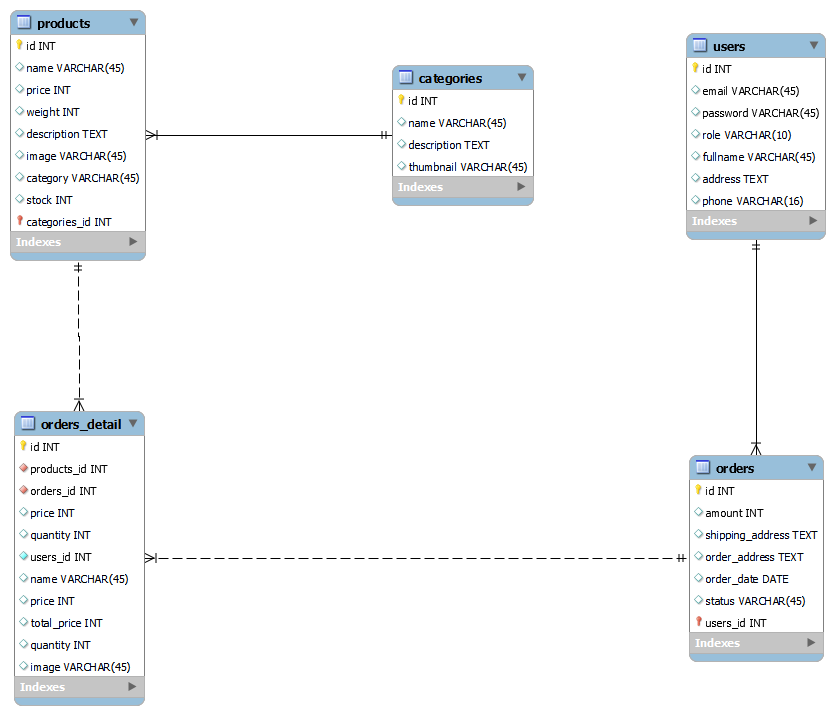 products
id INT
name VARCHAR(45)
price INT
weight INT
description TEXT
image VARCHAR(45)
category VARCHAR(45)
stock INT
categories_id INT
Indexes
categories
id INT
name VARCHAR(45)
description TEXT
thumbnail VARCHAR(45)
Indexes
users
id INT
email VARCHAR(45)
password VARCHAR(45)
role VARCHAR(10)
fullname VARCHAR(45)
address TEXT
phone VARCHAR(16)
Indexes
orders_detail
id INT
products_id INT
orders_id INT
price INT
quantity INT
users_id INT
name VARCHAR(45)
price INT
total_price INT
quantity INT
image VARCHAR(45)
Indexes
orders
id INT
amount INT
shipping_address TEXT
order_address TEXT
order_date DATE
status VARCHAR(45)
users_id INT
Indexes